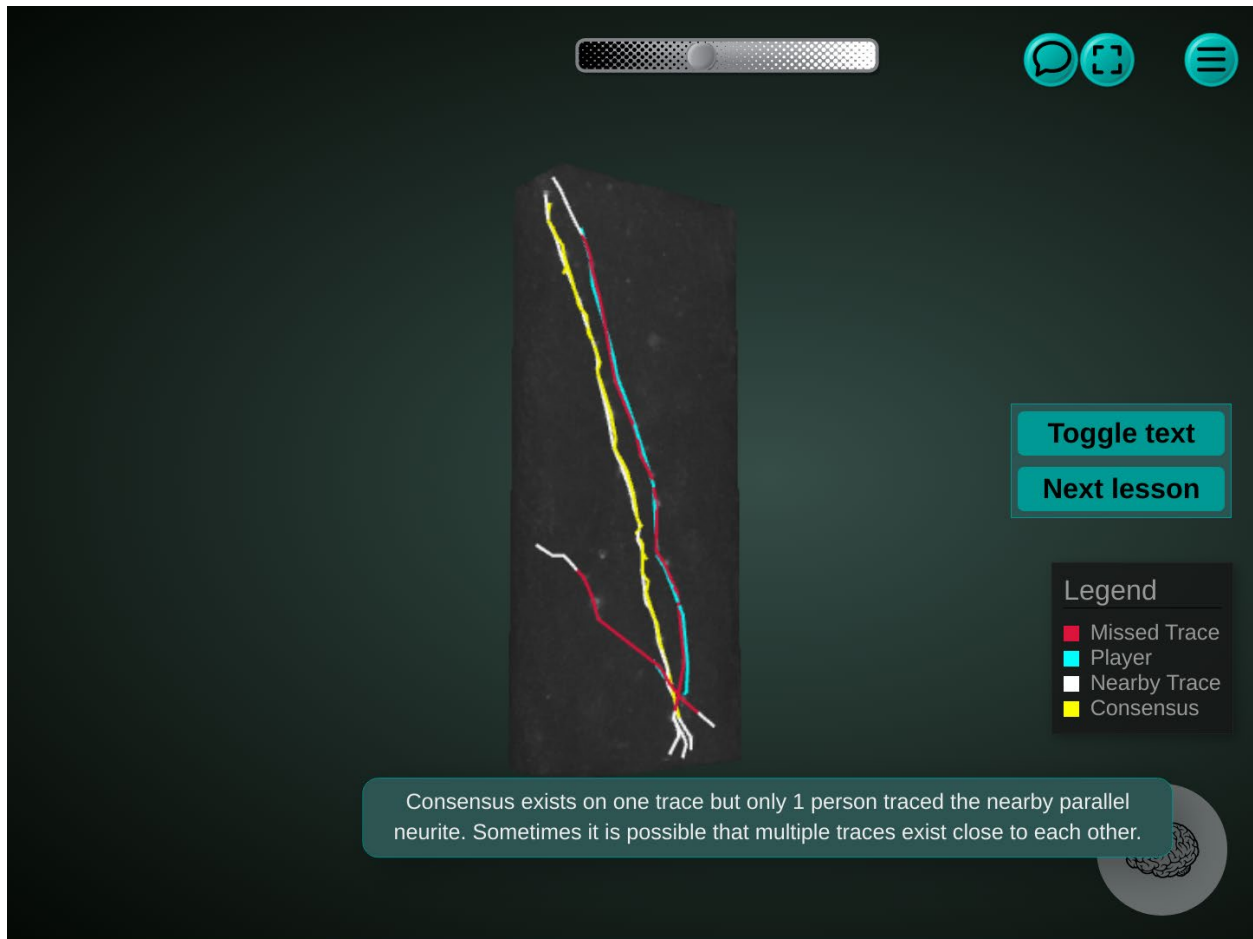 Toggle text
Next lesson
Legend
Missed Trace
Player
Nearby Trace
Consensus
Consensus exists on one trace but only 1 person traced the nearby parallel
neurite. Sometimes it is possible that multiple traces exist close to each other.